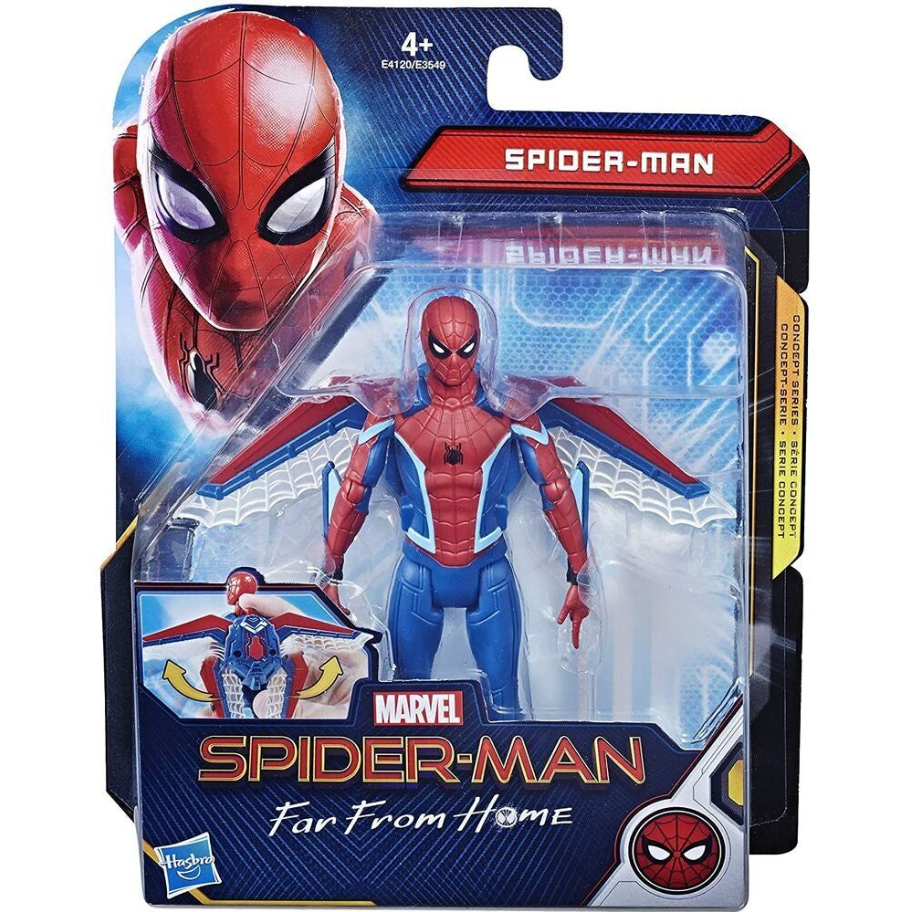 4+
E4120/E3549
SPIDER-MAN
SPIDER-MAN
CONCEPT SERIES • SÉRIE CONCEPT
CONCEPT-SERIE • SERIE CONCEPT
MARVEL
SPIDER-MAN
Far From Home
Hasbro